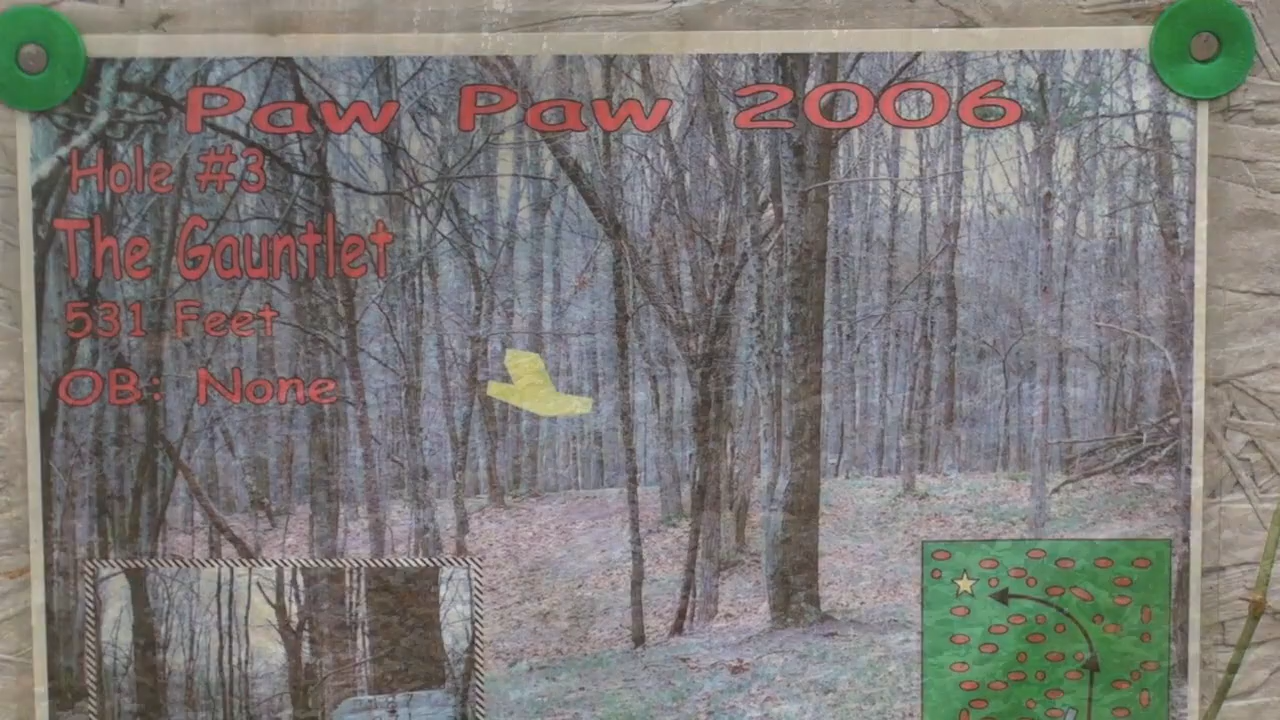 Paw Paw 2006
Hole #3
The Gauntlet
531 Feet
OB: None